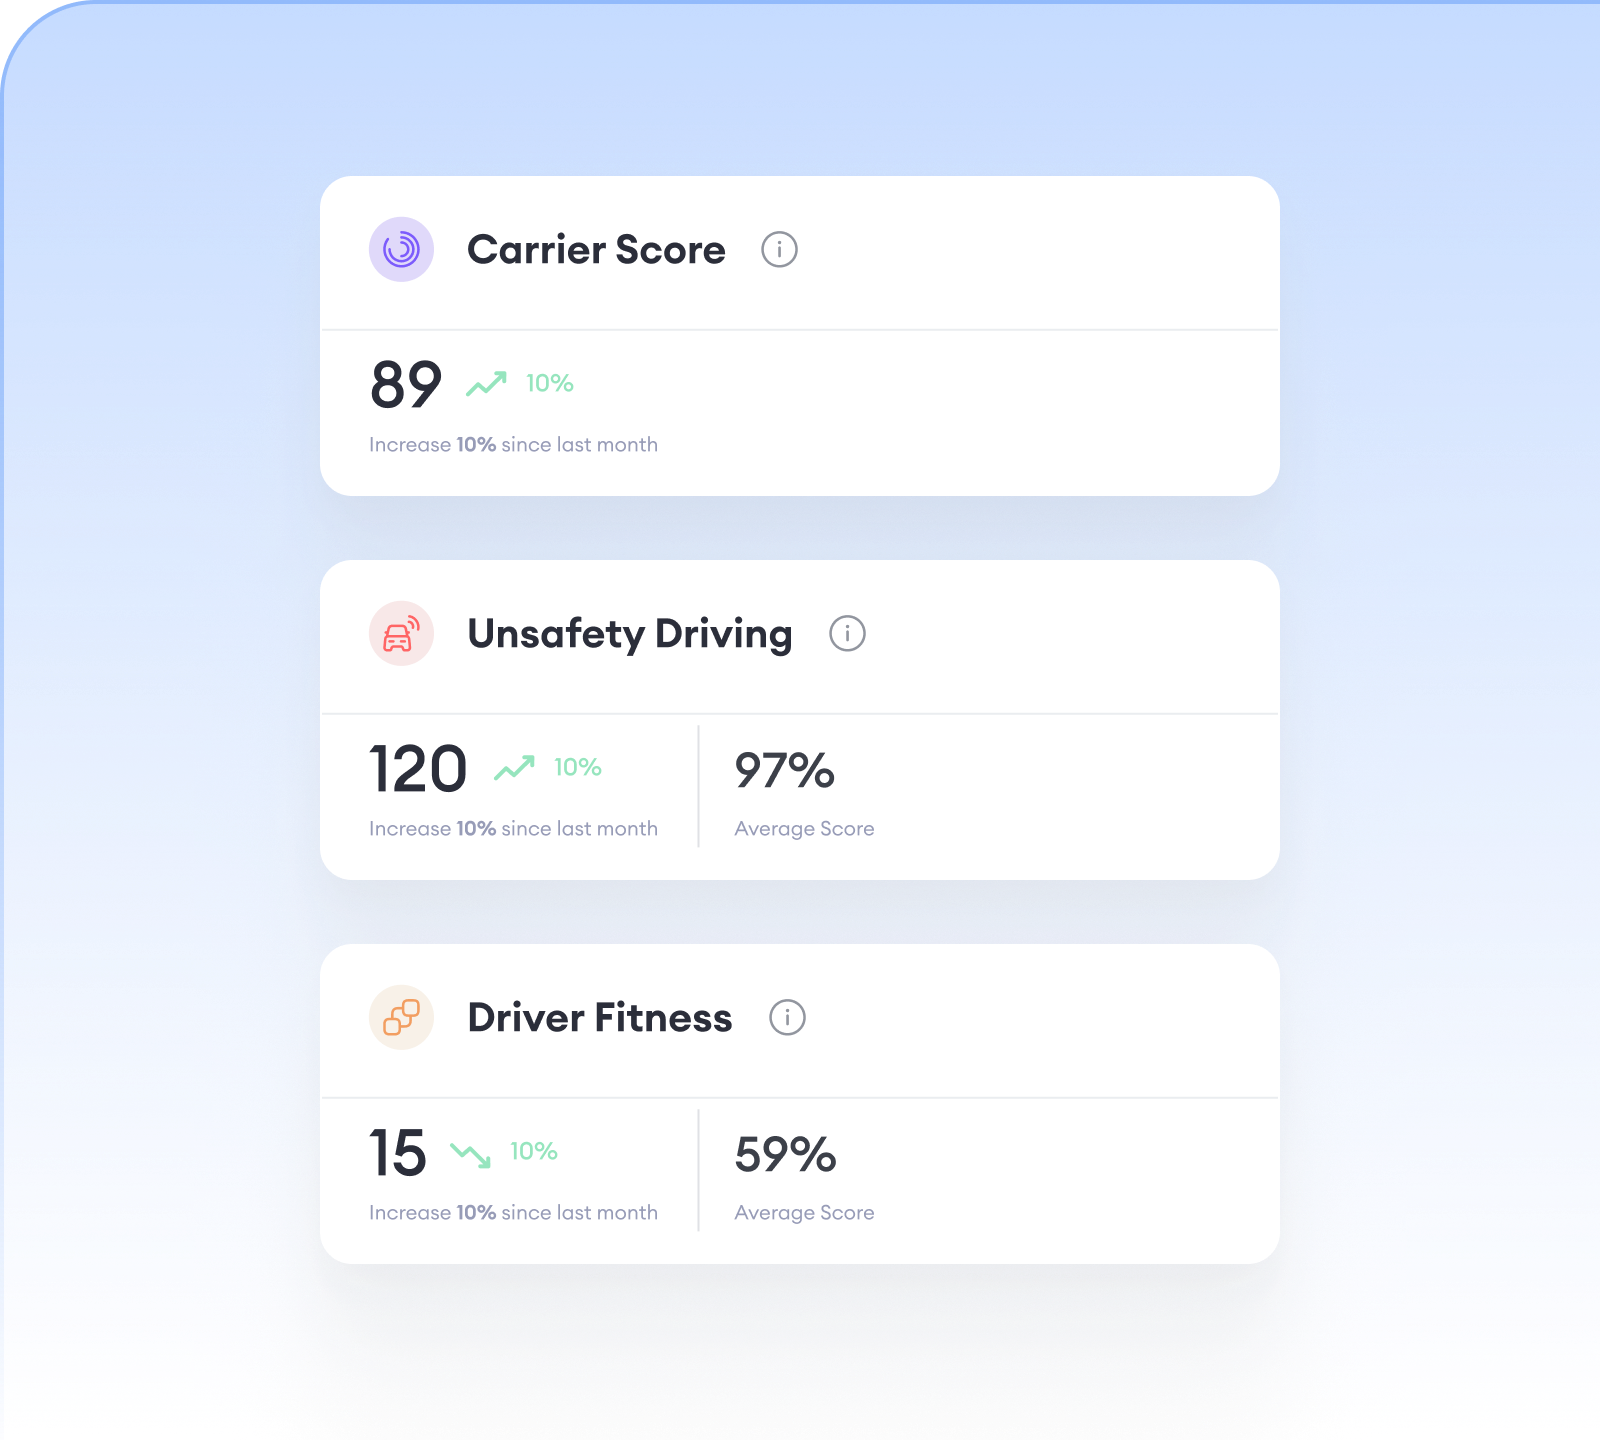 Carrier Score
89 10%
Increase 10% since last month
Unsafety Driving
120 10%
Increase 10% since last month
97%
Average Score
Driver Fitness
15 10%
Increase 10% since last month
59%
Average Score